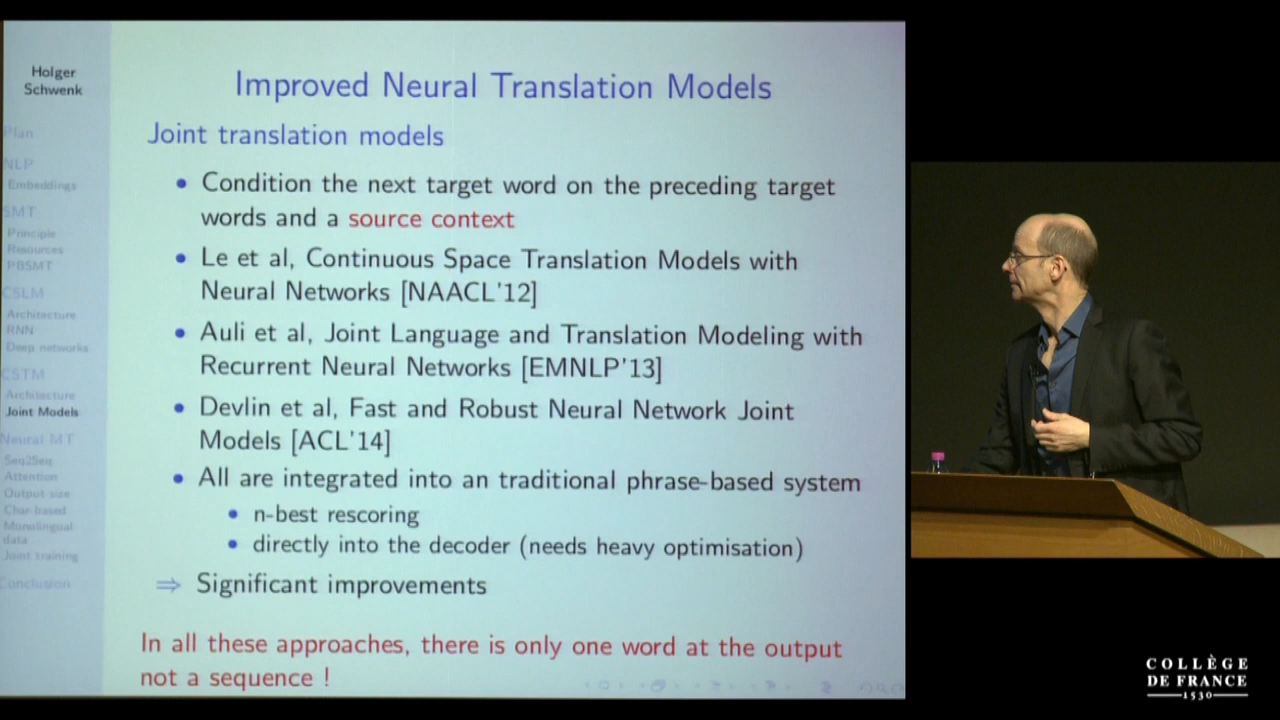 Holger
Schwenk
Plan
NLP
Embeddings
SMT
Principle
Resources
PBSMT
CSLM
Architecture
RNN
Deep networks
CSTM
Architecture
Joint Models
Neural MT
Seq2Seq
Attention
Output size
Char-based
Monolingual
data
Joint training
Conclusion
Improved Neural Translation Models
Joint translation models
• Condition the next target word on the preceding target
words and a source context
• Le et al, Continuous Space Translation Models with
Neural Networks [NAACL'12]
• Auli et al, Joint Language and Translation Modeling with
Recurrent Neural Networks [EMNLP'13]
• Devlin et al, Fast and Robust Neural Network Joint
Models [ACL'14]
• All are integrated into an traditional phrase-based system
• n-best rescoring
• directly into the decoder (needs heavy optimisation)
⇒ Significant improvements
In all these approaches, there is only one word at the output
not a sequence !
COLLÈGE
DE FRANCE
1530